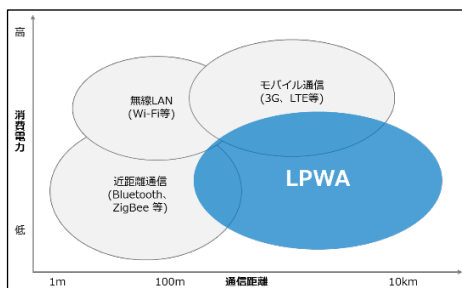 高
消費電力
低
無線LAN
(Wi-Fi等)
モバイル通信
(3G、LTE等)
近距離通信
(Bluetooth、
ZigBee 等)
LPWA
1m
100m
通信距離
10km